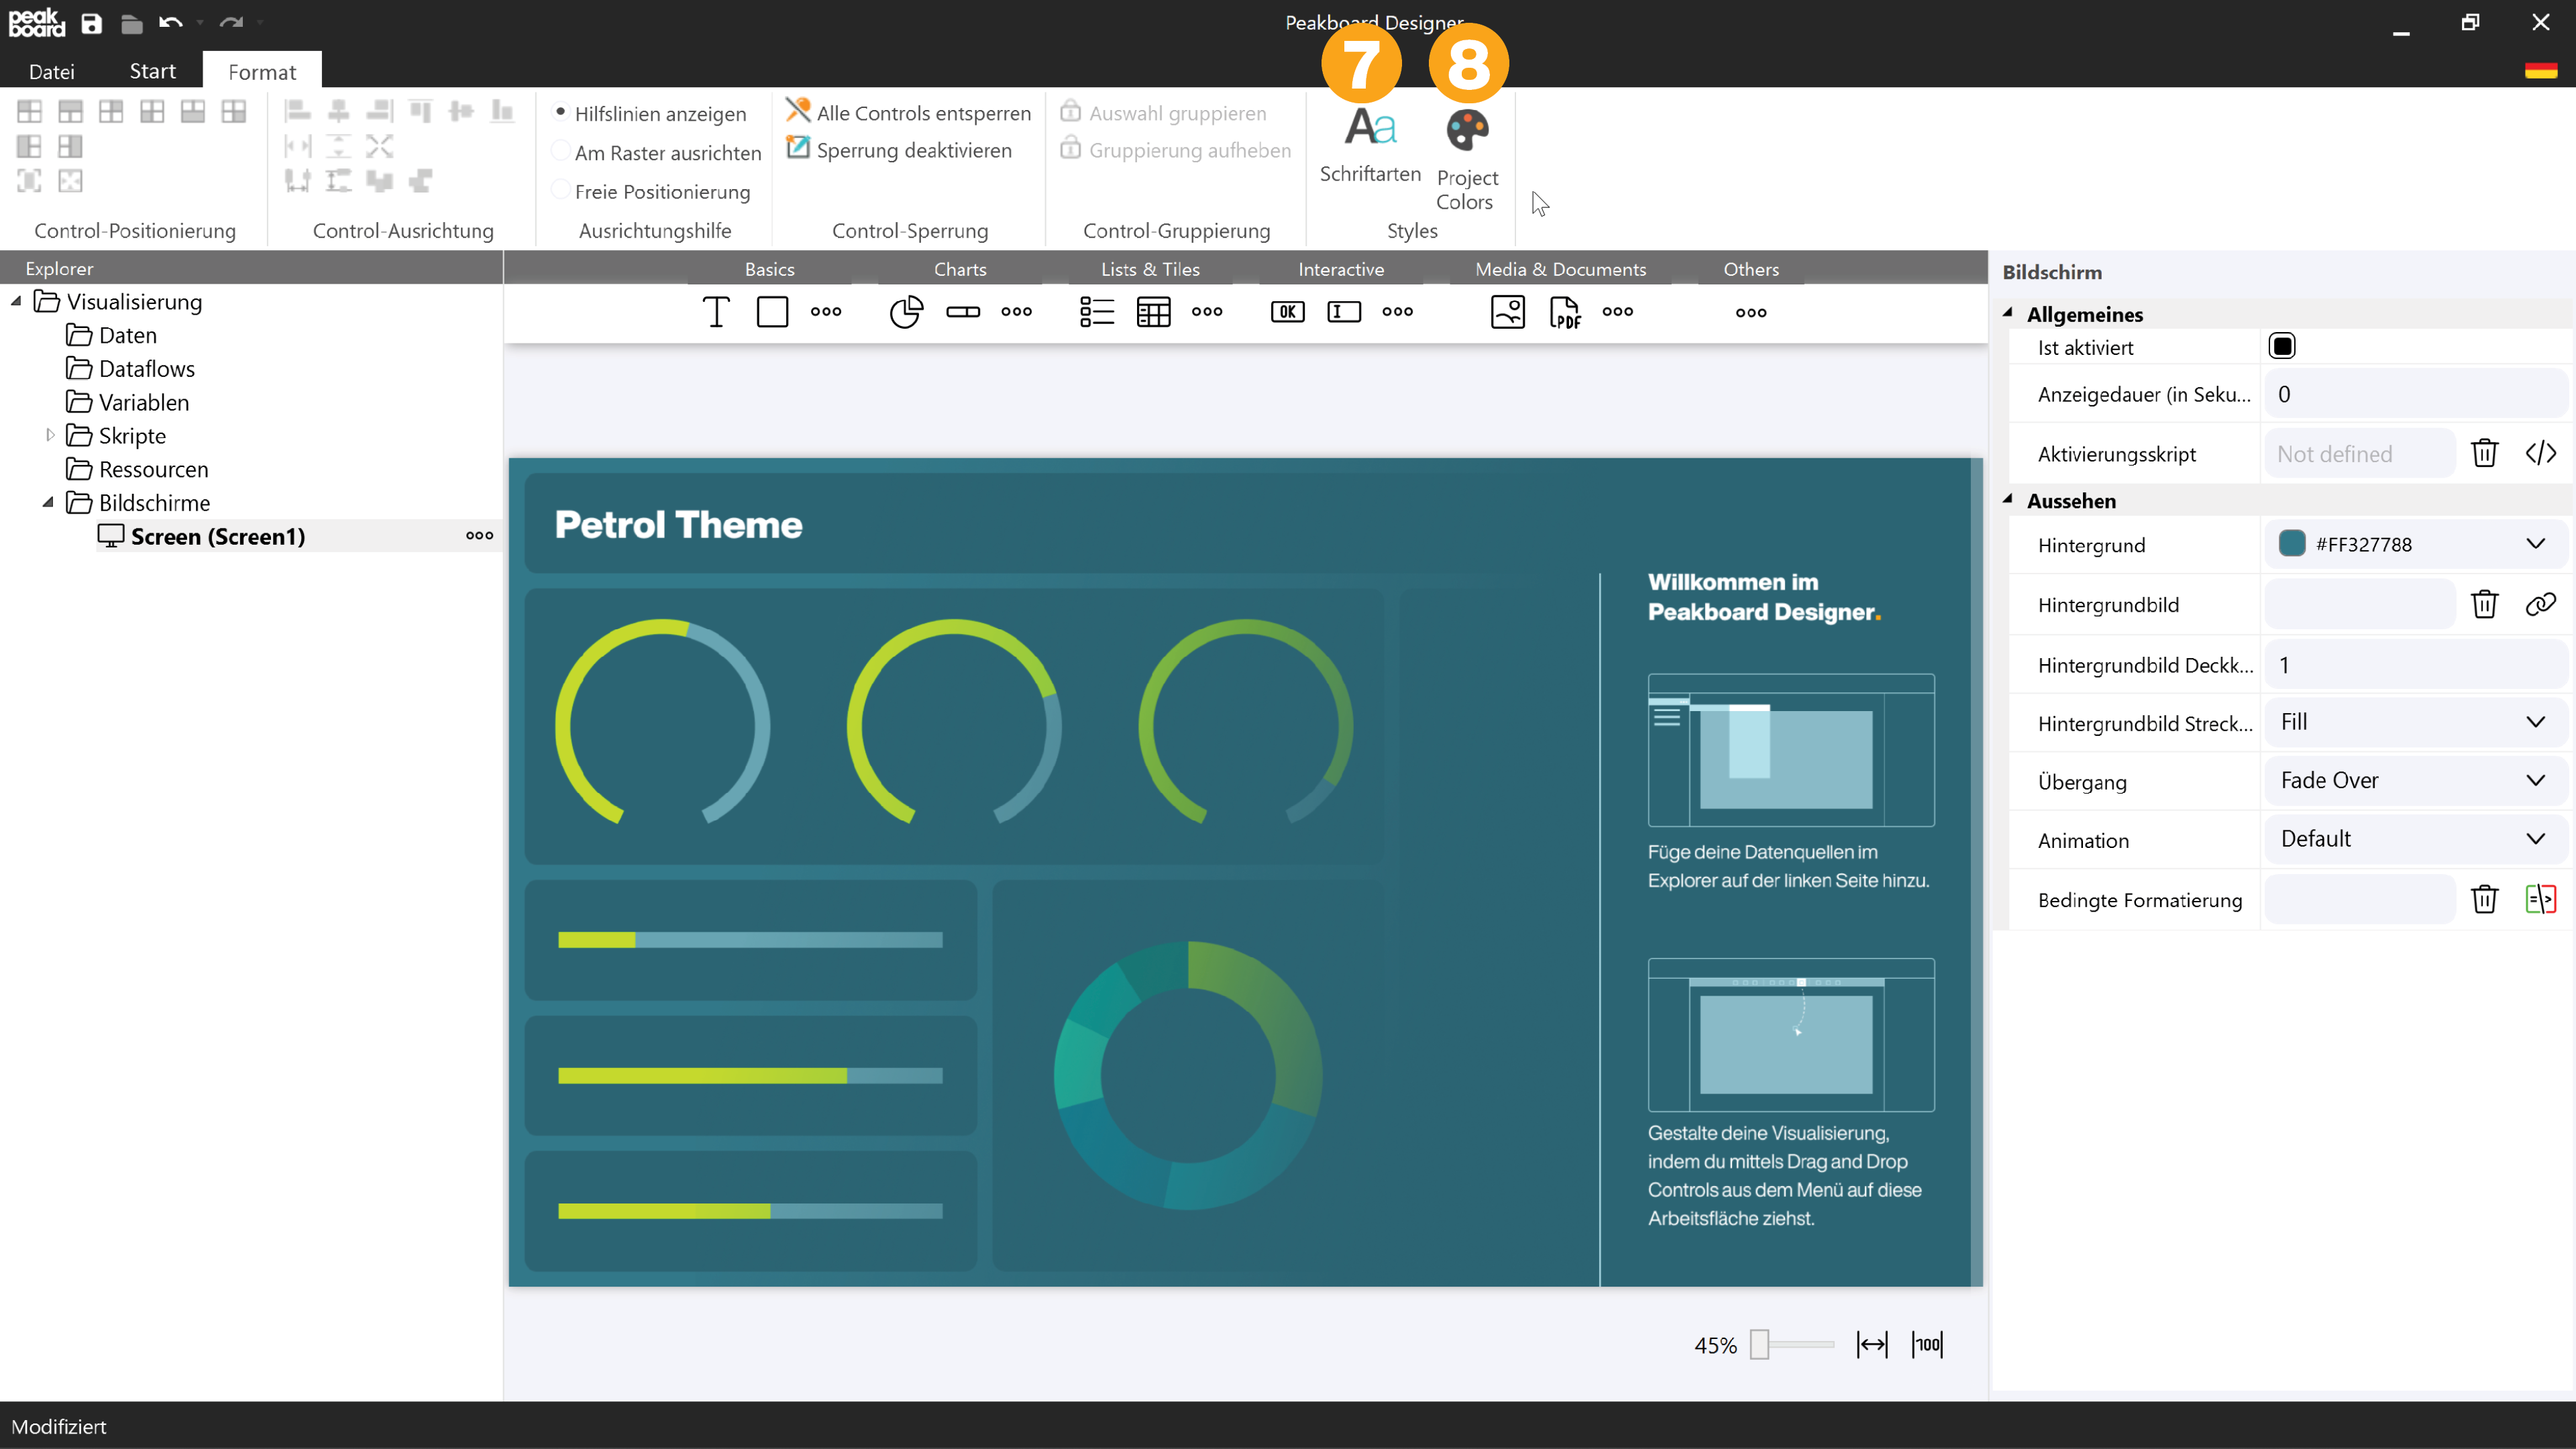 peak
board
Peakboard Designer
7
8
Datei
Start
Format
Hilfslinien anzeigen
Am Raster ausrichten
Freie Positionierung
Alle Controls entsperren
Sperrung deaktivieren
Auswahl gruppieren
Gruppierung aufheben
Aa
Schriftarten
Project
Colors
Control-Positionierung
Control-Ausrichtung
Ausrichtungshilfe
Control-Sperrung
Control-Gruppierung
Styles
Explorer
Visualisierung
Daten
Dataflows
Variablen
Skripte
Ressourcen
Bildschirme
Screen (Screen1)
Basics
Charts
Lists & Tiles
Interactive
Media & Documents
Others
T
OK
I
PDF
Petrol Theme
Willkommen im
Peakboard Designer.
Füge deine Datenquellen im
Explorer auf der linken Seite hinzu.
Gestalte deine Visualisierung,
indem du mittels Drag and Drop
Controls aus dem Menü auf diese
Arbeitsfläche ziehst.
45%
100
Bildschirm
Allgemeines
Ist aktiviert
Anzeigedauer (in Seku...
0
Aktivierungsskript
Not defined
</>
Aussehen
Hintergrund
#FF327788
Hintergrundbild
Hintergrundbild Deckk...
1
Hintergrundbild Streck...
Fill
Übergang
Fade Over
Animation
Default
Bedingte Formatierung
Modifiziert